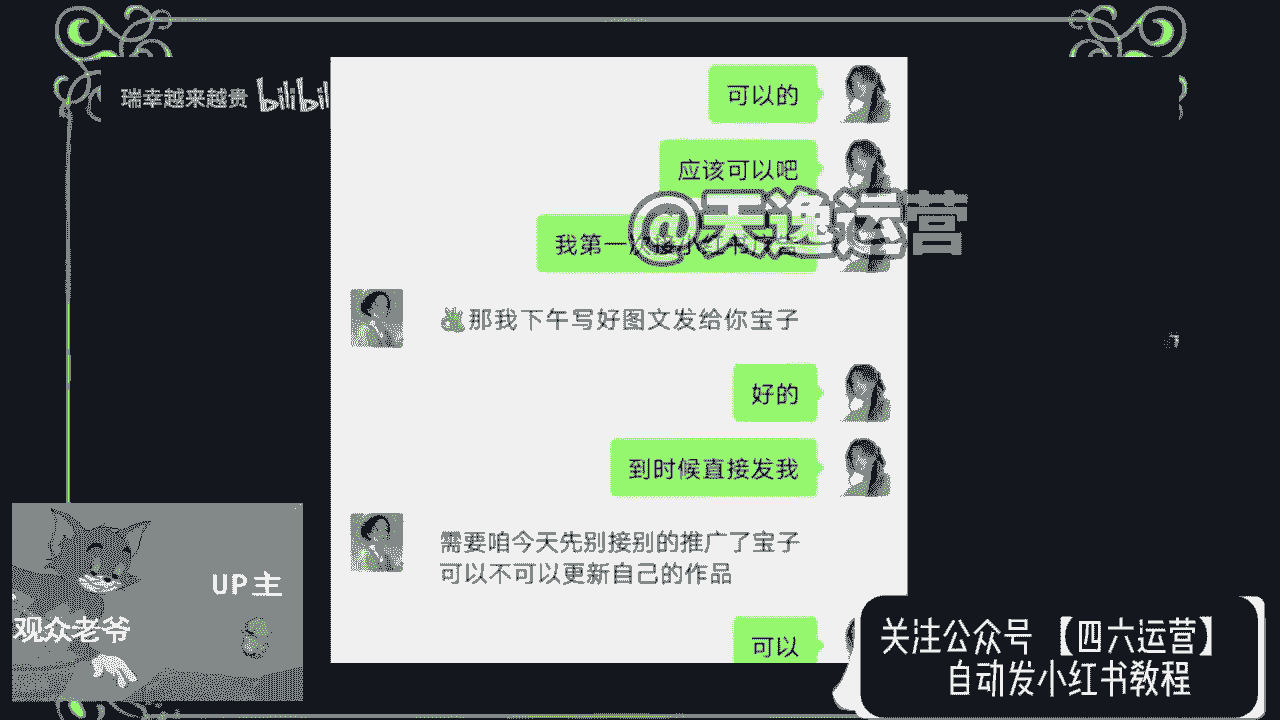 瑞幸越来越贵 bilibil
可以的
应该可以吧
@天逸运营
我第一
那我下午写好图文发给你宝子
好的
到时候直接发我
需要咱今天先别接别的推广了宝子
可以不可以更新自己的作品
可以
UP主
观众老爷
关注公众号【四六运营】
自动发小红书教程